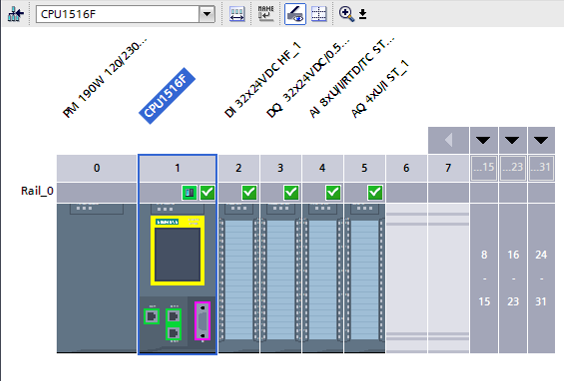 CPU1516F
NAME
PM 190W 120/230...
CPU1516F
DI 32x24VDC HF_1
DQ 32x24VDC/0.5...
AI 8xU/I/RTD/TC ST...
AQ 4xU/I ST_1
0 1 2 3 4 5 6 7 ...15 ...23 ...31
Rail_0
SIEMENS
8 16 24
- - -
15 23 31